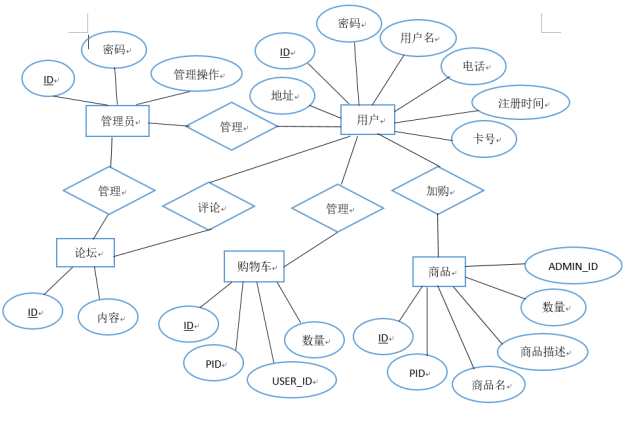 密码
用户名
密码
ID
电话
ID
管理操作
地址
注册时间
管理员
管理
用户
卡号
管理
评论
管理
加购
论坛
购物车
商品
ADMIN_ID
ID
内容
ID
数量
数量
ID
商品描述
PID
USER_ID
PID
商品名